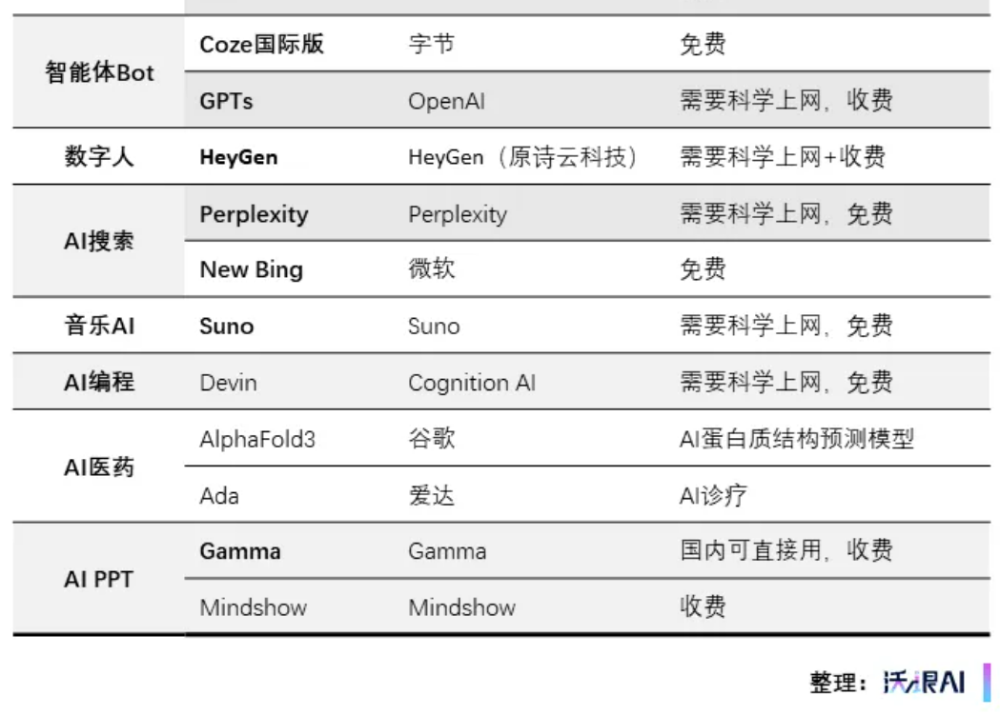 智能体Bot
Coze国际版 字节 免费
GPTs OpenAI 需要科学上网，收费
数字人 HeyGen HeyGen（原诗云科技） 需要科学上网+收费
AI搜索
Perplexity Perplexity 需要科学上网，免费
New Bing 微软 免费
音乐AI Suno Suno 需要科学上网，免费
AI编程 Devin Cognition AI 需要科学上网，免费
AI医药
AlphaFold3 谷歌 AI蛋白质结构预测模型
Ada 爱达 AI诊疗
AI PPT
Gamma Gamma 国内可直接用，收费
Mindshow Mindshow 收费
整理：沃垠AI